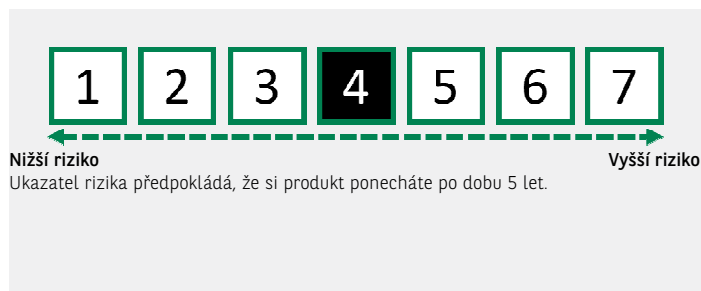 1 2 3 4 5 6 7
Nižší riziko Vyšší riziko
Ukazatel rizika předpokládá, že si produkt ponecháte po dobu 5 let.